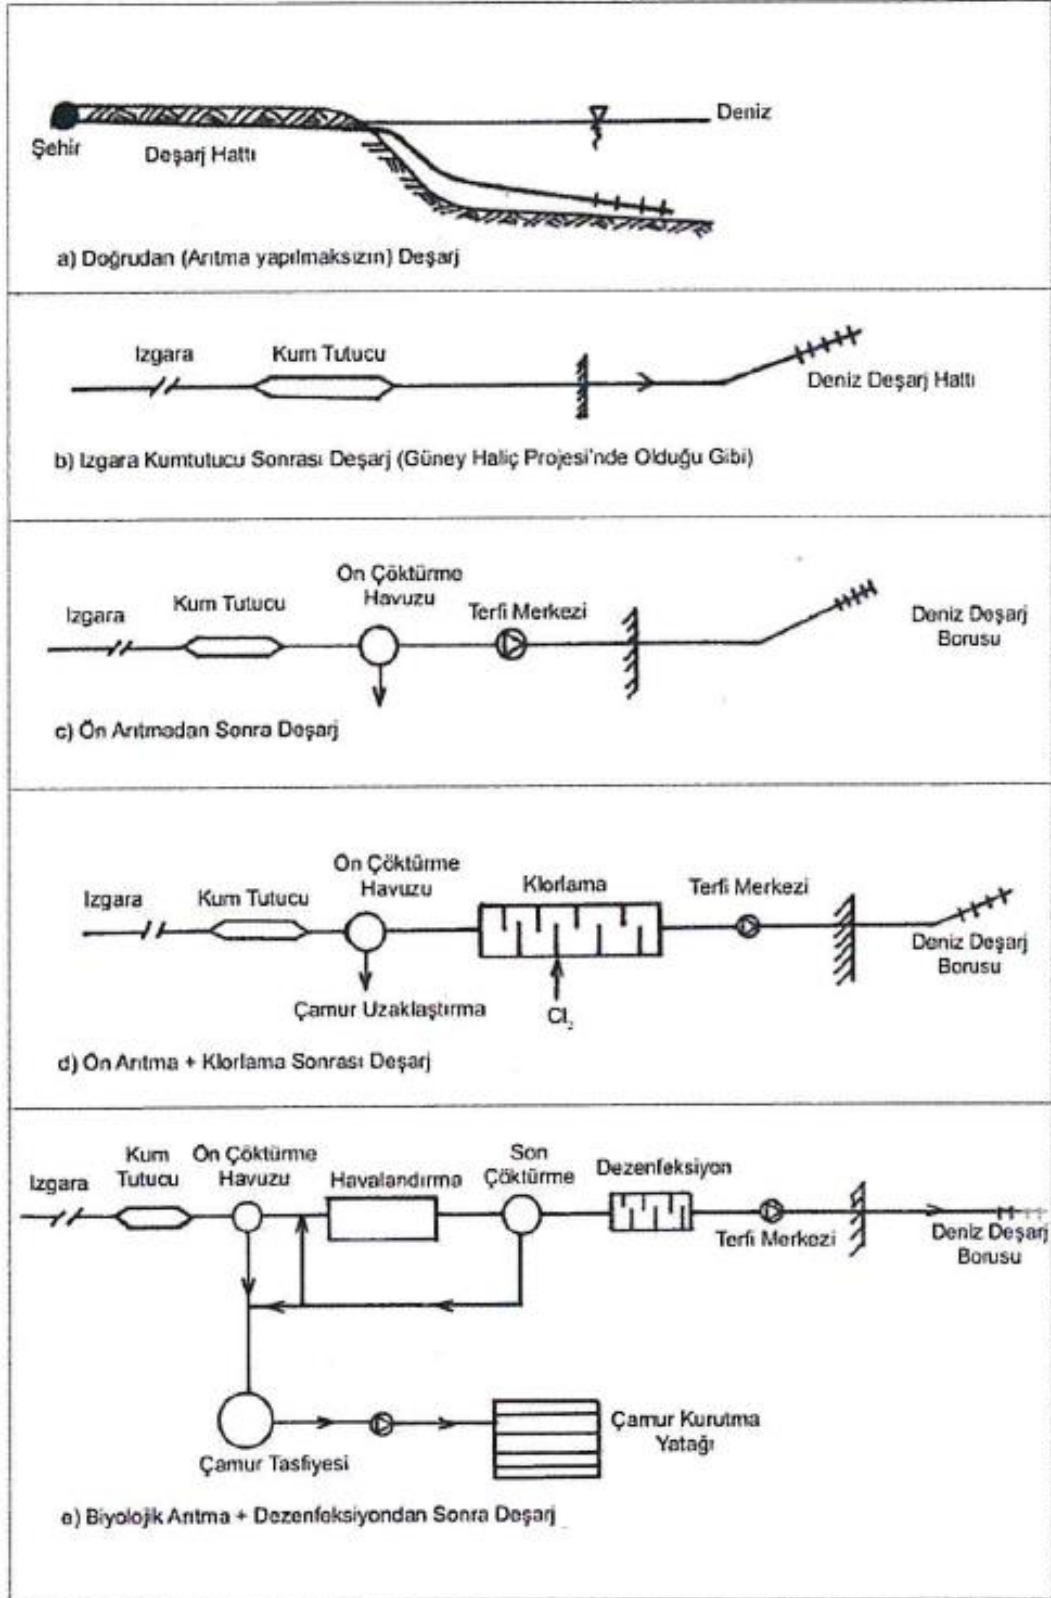 Deniz
Şehir
Deşarj Hattı
a) Doğrudan (Arıtma yapılmaksızın) Deşarj
Izgara
Kum Tutucu
Deniz Deşarj Hattı
b) Izgara Kumtutucu Sonrası Deşarj (Güney Haliç Projesi'nde Olduğu Gibi)
Izgara
Kum Tutucu
Ön Çöktürme
Havuzu
Terfi Merkezi
Deniz Deşarj
Borusu
c) Ön Arıtmadan Sonra Deşarj
Izgara
Kum Tutucu
Ön Çöktürme
Havuzu
Klorlama
Terfi Merkezi
Deniz Deşarj
Borusu
Çamur Uzaklaştırma
Cl₂
d) Ön Arıtma + Klorlama Sonrası Deşarj
Izgara
Kum
Tutucu
Ön Çöktürme
Havuzu
Havalandırma
Son
Çöktürme
Dezenfeksiyon
Terfi Merkezi
Deniz Deşarj
Borusu
Çamur Tasfiyesi
Çamur Kurutma
Yatağı
e) Biyolojik Arıtma + Dezenfeksiyondan Sonra Deşarj